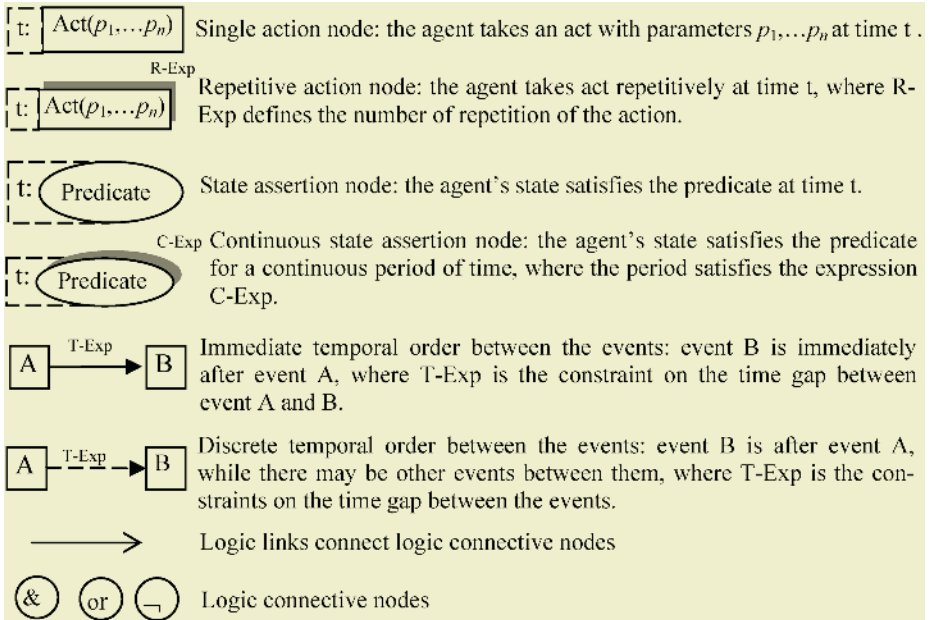 t: Act(p₁,…pₙ) Single action node: the agent takes an act with parameters p₁,…pₙ at time t .
R-Exp
t: Act(p₁,…pₙ) Repetitive action node: the agent takes act repetitively at time t, where R-
Exp defines the number of repetition of the action.
t: Predicate State assertion node: the agent's state satisfies the predicate at time t.
C-Exp Continuous state assertion node: the agent's state satisfies the predicate
t: Predicate for a continuous period of time, where the period satisfies the expression
C-Exp.
A T-Exp B Immediate temporal order between the events: event B is immediately
after event A, where T-Exp is the constraint on the time gap between
event A and B.
A T-Exp B Discrete temporal order between the events: event B is after event A,
while there may be other events between them, where T-Exp is the con-
straints on the time gap between the events.
Logic links connect logic connective nodes
& or ¬ Logic connective nodes